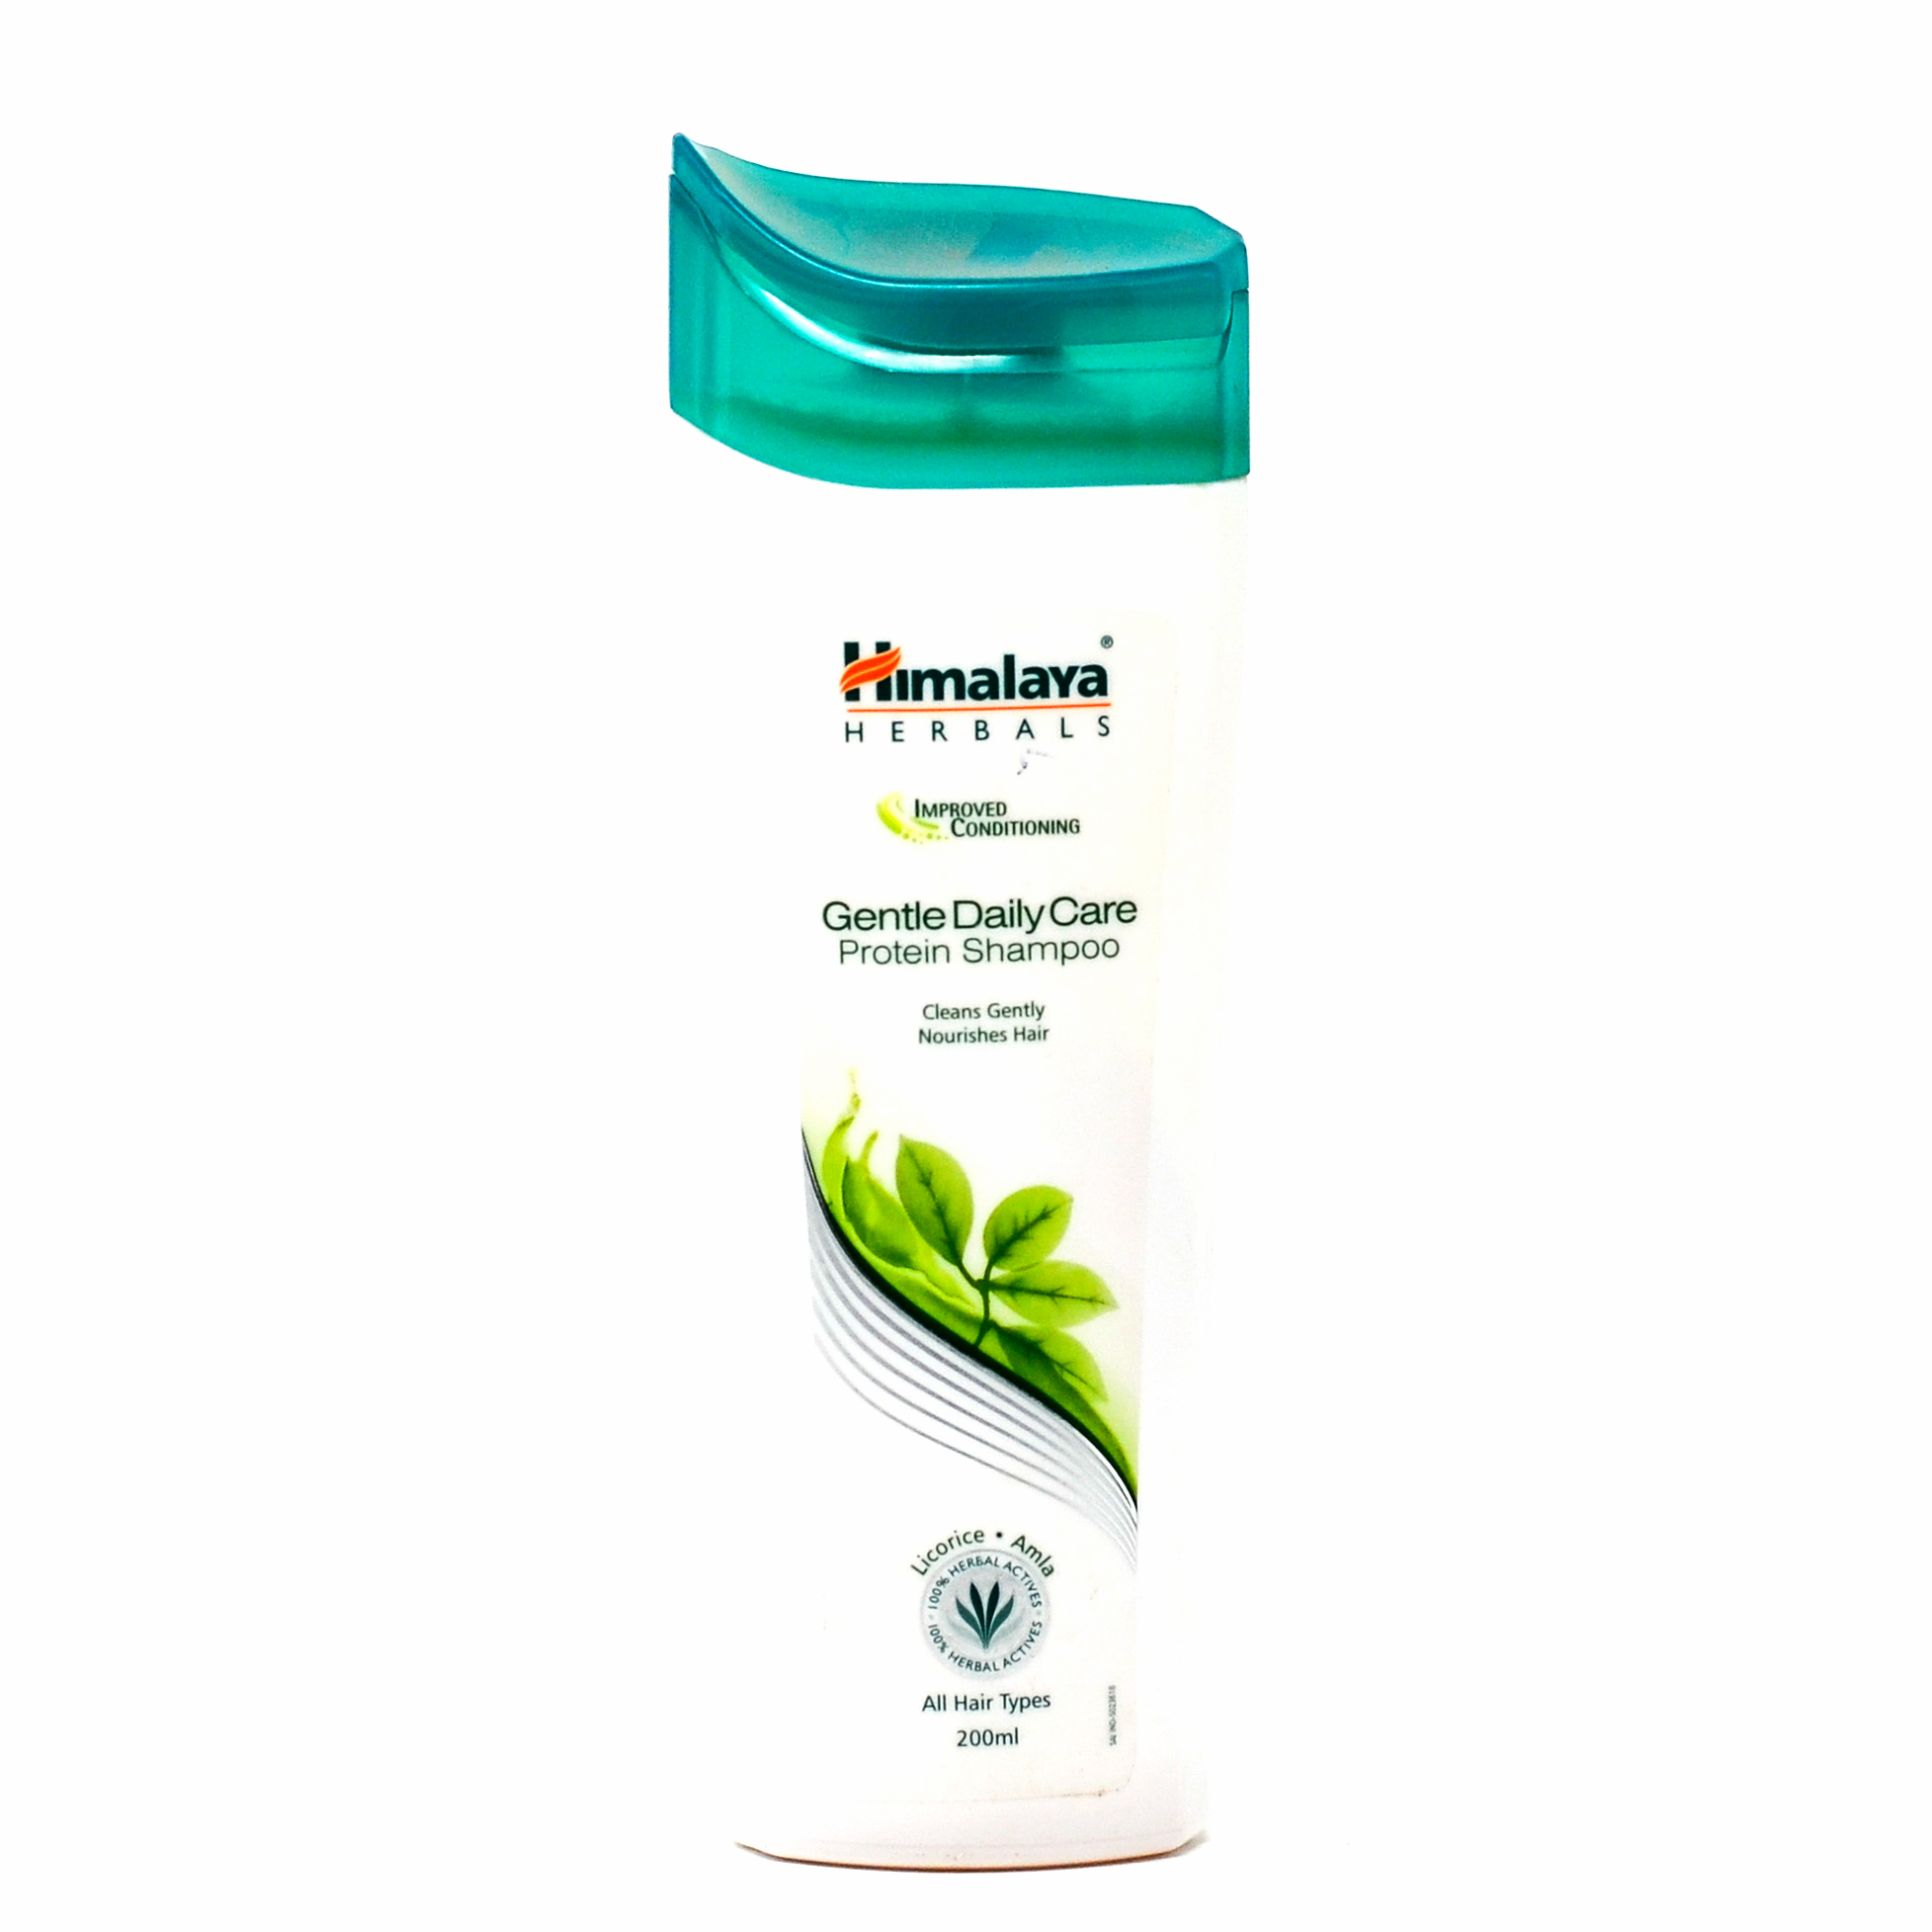 Himalaya®
HERBALS
IMPROVED
CONDITIONING
Gentle Daily Care
Protein Shampoo
Cleans Gently
Nourishes Hair
Licorice • Amla
100% HERBAL ACTIVES
100% HERBAL ACTIVES
All Hair Types
200ml